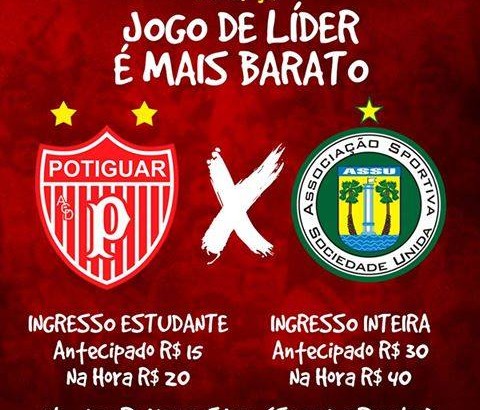 JOGO DE LÍDER
É MAIS BARATO
POTIGUAR
ACD
P
X
ASSOCIAÇÃO SPORTIVA
SOCIEDADE UNIDA
ASSU
INGRESSO ESTUDANTE
Antecipado R$ 15
Na Hora R$ 20
INGRESSO INTEIRA
Antecipado R$ 30
Na Hora R$ 40